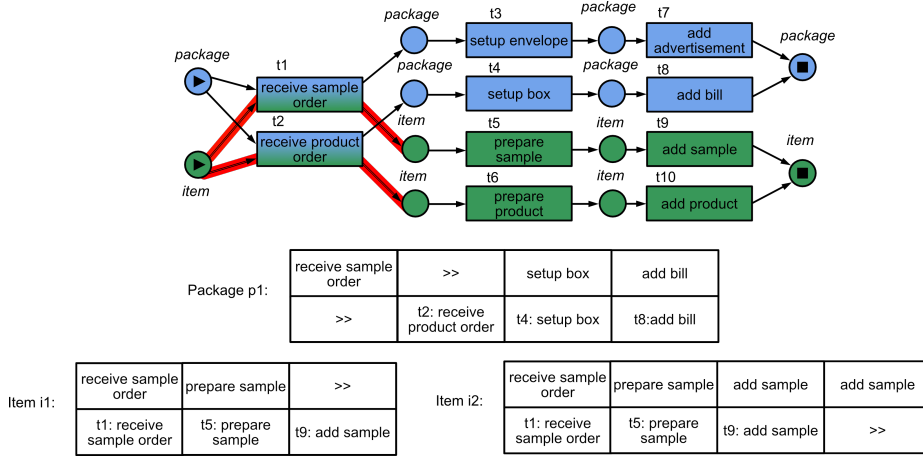 package
package
t3
package
t7
setup envelope
add
advertisement
package
t1
package
t4
package
t8
receive sample
order
setup box
add bill
t2
item
t5
item
t9
item
receive product
order
prepare
sample
add sample
item
t6
t10
prepare
product
add product
Package p1:
receive sample
order
>>
setup box
add bill
>>
t2: receive
product order
t4: setup box
t8:add bill
Item i1:
receive sample
order
prepare sample
>>
t1: receive
sample order
t5: prepare
sample
t9: add sample
Item i2:
receive sample
order
prepare sample
add sample
add sample
t1: receive
sample order
t5: prepare
sample
t9: add sample
>>